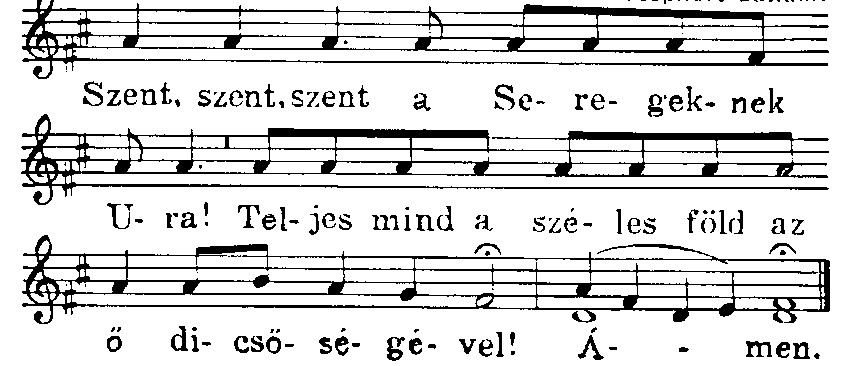 Szent, szent, szent a Se- re- gek- nek
U- ra! Tel- jes mind a szé- les föld az
ő di- cső- sé- gé- vel! Á- - men.